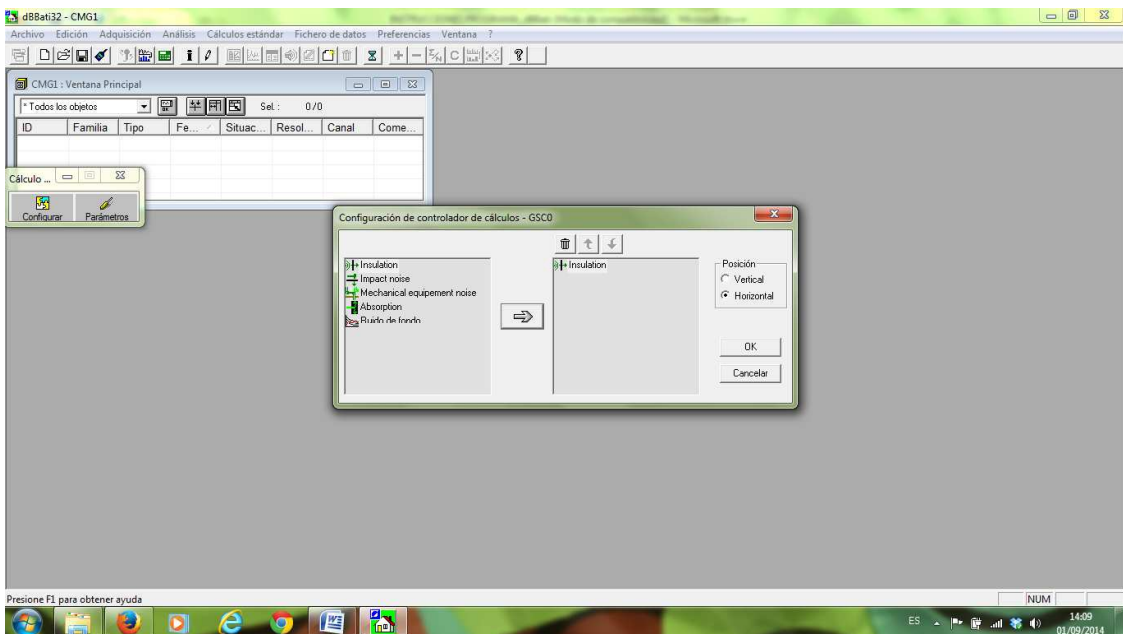 dBBati32 - CMG1
Archivo Edición Adquisición Análisis Cálculos estándar Fichero de datos Preferencias Ventana ?
CMG1 : Ventana Principal
* Todos los objetos Sel.: 0/0
ID Familia Tipo Fe... Situac... Resol... Canal Come...
Cálculo ...
Configurar Parámetros
Configuración de controlador de cálculos - GSC0
Insulation
Impact noise
Mechanical equipement noise
Absorption
Ruido de fondo
Insulation
Posición
Vertical
Horizontal
OK
Cancelar
Presione F1 para obtener ayuda
NUM
ES
14:09
01/09/2014